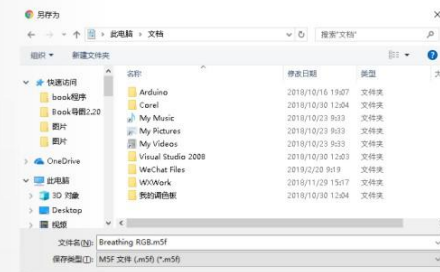 另存为
此电脑 > 文档
搜索"文档"
组织 新建文件夹
名称 修改日期 类型
快速访问
book程序
Book导图2.20
图片
图片
OneDrive
此电脑
3D 对象
Desktop
视频
Arduino 2018/10/16 19:07 文件夹
Corel 2018/10/30 12:04 文件夹
My Music 2018/10/23 9:33 文件夹
My Pictures 2018/10/23 9:33 文件夹
My Videos 2018/10/23 9:33 文件夹
Visual Studio 2008 2018/10/30 12:03 文件夹
WeChat Files 2019/2/20 9:19 文件夹
WXWork 2018/11/29 15:17 文件夹
我的调色板 2018/10/30 12:04 文件夹
文件名(N): Breathing RGB.m5f
保存类型(T): M5F 文件 (.m5f) (*.m5f)